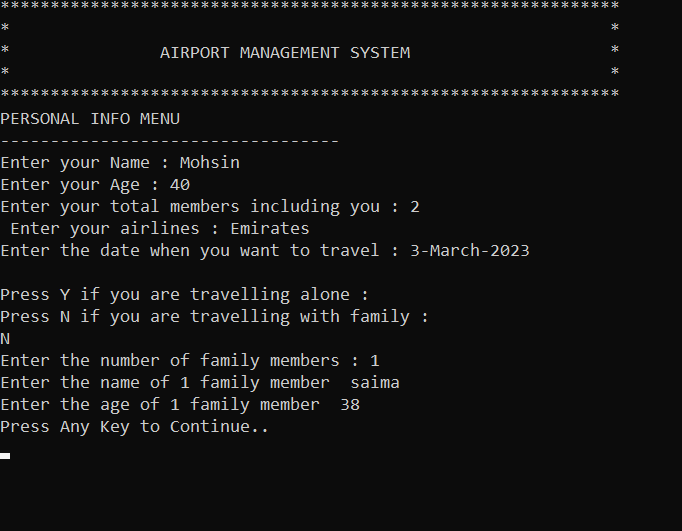 **************************************************************
*                                                            *
*               AIRPORT MANAGEMENT SYSTEM                    *
*                                                            *
**************************************************************
PERSONAL INFO MENU
----------------------------------
Enter your Name : Mohsin
Enter your Age : 40
Enter your total members including you : 2
 Enter your airlines : Emirates
Enter the date when you want to travel : 3-March-2023

Press Y if you are travelling alone :
Press N if you are travelling with family :
N
Enter the number of family members : 1
Enter the name of 1 family member  saima
Enter the age of 1 family member  38
Press Any Key to Continue..